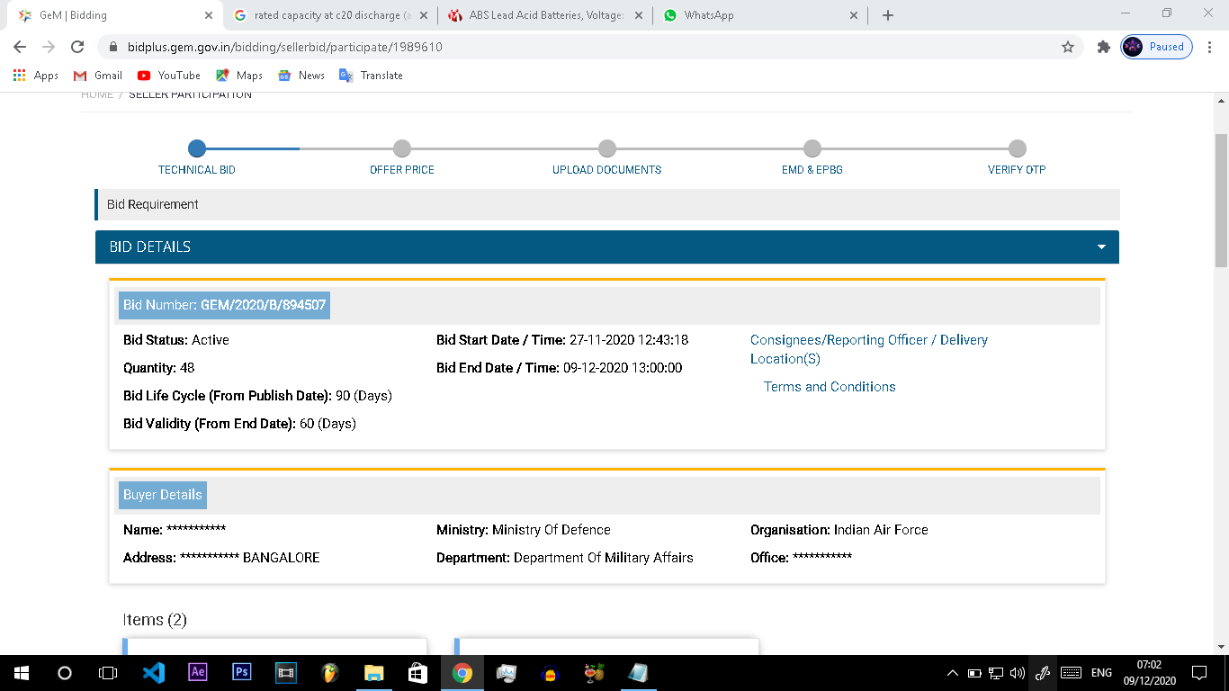 GeM | Bidding
rated capacity at c20 discharge (
ABS Lead Acid Batteries, Voltage:
WhatsApp
bidplus.gem.gov.in/bidding/sellerbid/participate/1989610
Paused
Apps Gmail YouTube Maps News Translate
HOME / SELLER PARTICIPATION
TECHNICAL BID OFFER PRICE UPLOAD DOCUMENTS EMD & EPBG VERIFY OTP
Bid Requirement
BID DETAILS
Bid Number: GEM/2020/B/894507
Bid Status: Active
Quantity: 48
Bid Life Cycle (From Publish Date): 90 (Days)
Bid Validity (From End Date): 60 (Days)
Bid Start Date / Time: 27-11-2020 12:43:18
Bid End Date / Time: 09-12-2020 13:00:00
Consignees/Reporting Officer / Delivery
Location(S)
Terms and Conditions
Buyer Details
Name: ***********
Address: *********** BANGALORE
Ministry: Ministry Of Defence
Department: Department Of Military Affairs
Organisation: Indian Air Force
Office: ***********
Items (2)
Ae
Ps
ENG
07:02
09/12/2020